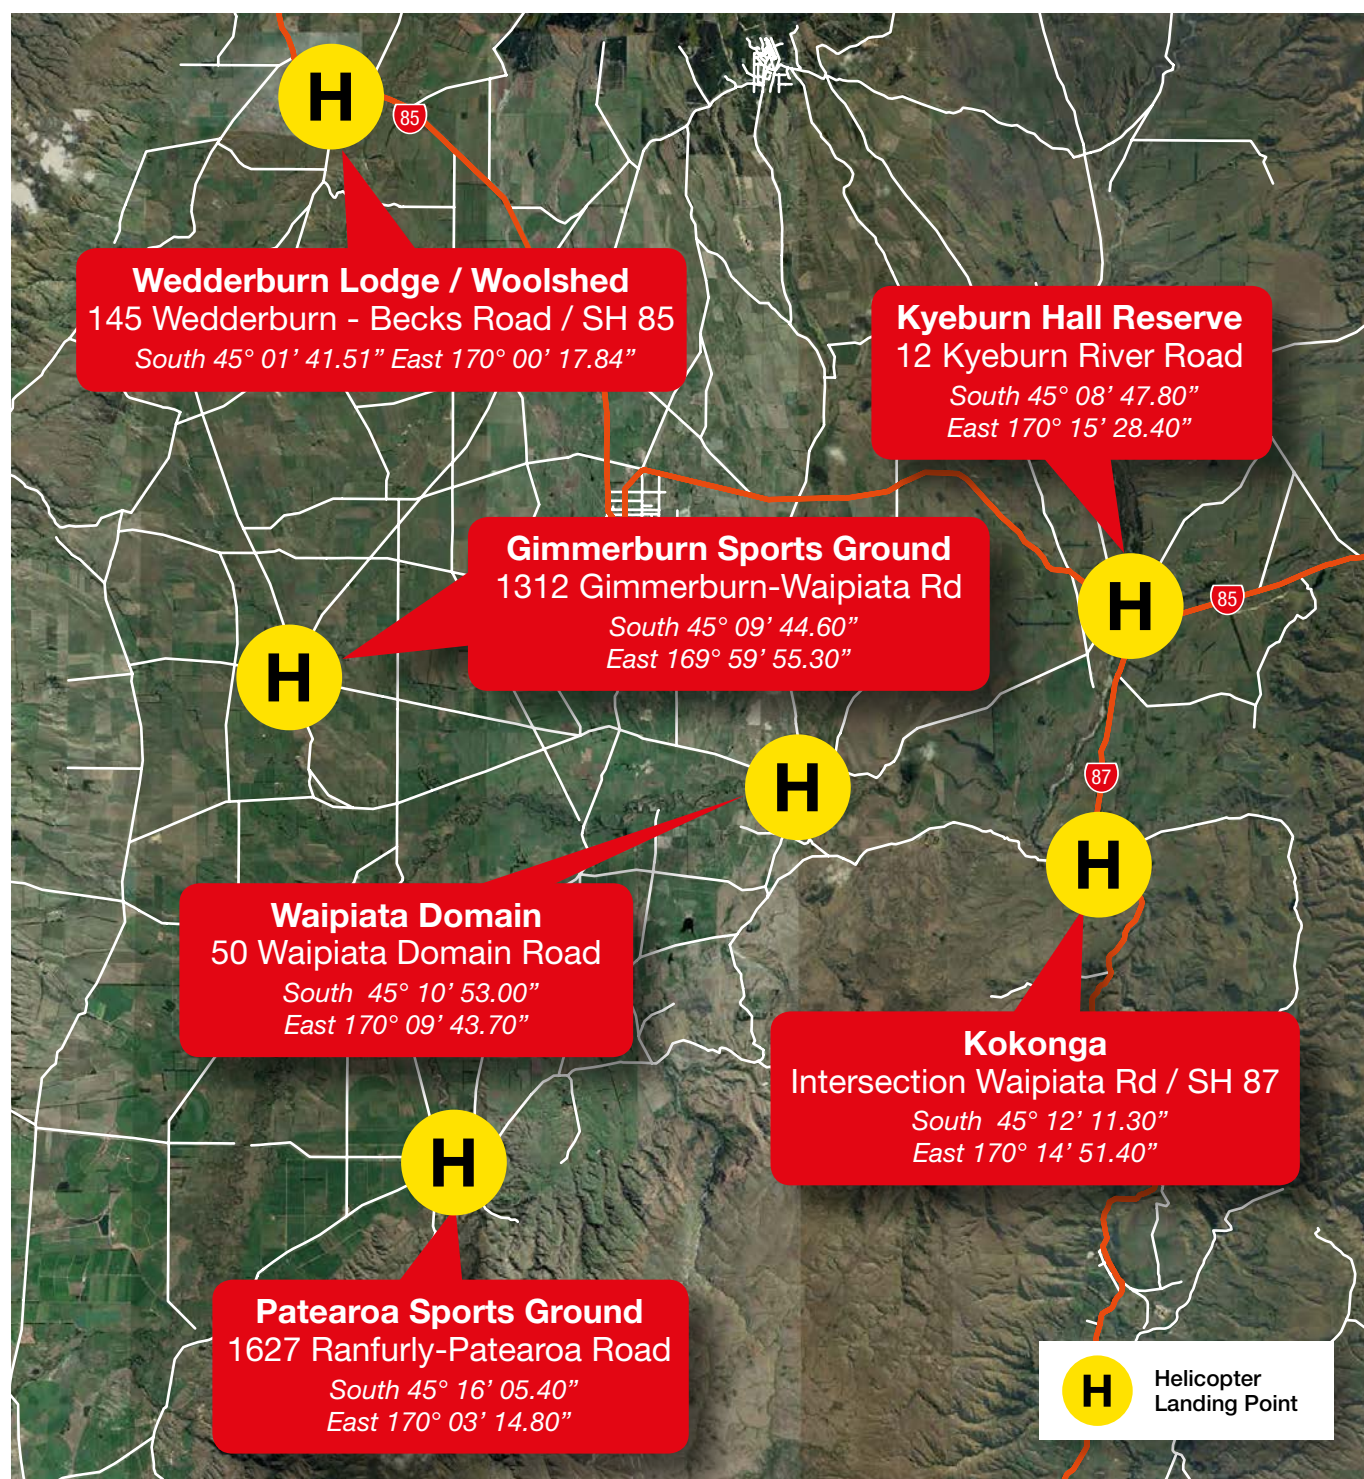 H
85
Wedderburn Lodge / Woolshed
145 Wedderburn - Becks Road / SH 85
South 45° 01’ 41.51” East 170° 00’ 17.84”
Kyeburn Hall Reserve
12 Kyeburn River Road
South 45° 08’ 47.80”
East 170° 15’ 28.40”
Gimmerburn Sports Ground
1312 Gimmerburn-Waipiata Rd
South 45° 09’ 44.60”
East 169° 59’ 55.30”
H
85
H
87
H
H
Waipiata Domain
50 Waipiata Domain Road
South  45° 10’ 53.00”
East 170° 09’ 43.70”
Kokonga
Intersection Waipiata Rd / SH 87
South  45° 12’ 11.30”
East 170° 14’ 51.40”
H
Patearoa Sports Ground
1627 Ranfurly-Patearoa Road
South 45° 16’ 05.40”
East 170° 03’ 14.80”
H
Helicopter
Landing Point